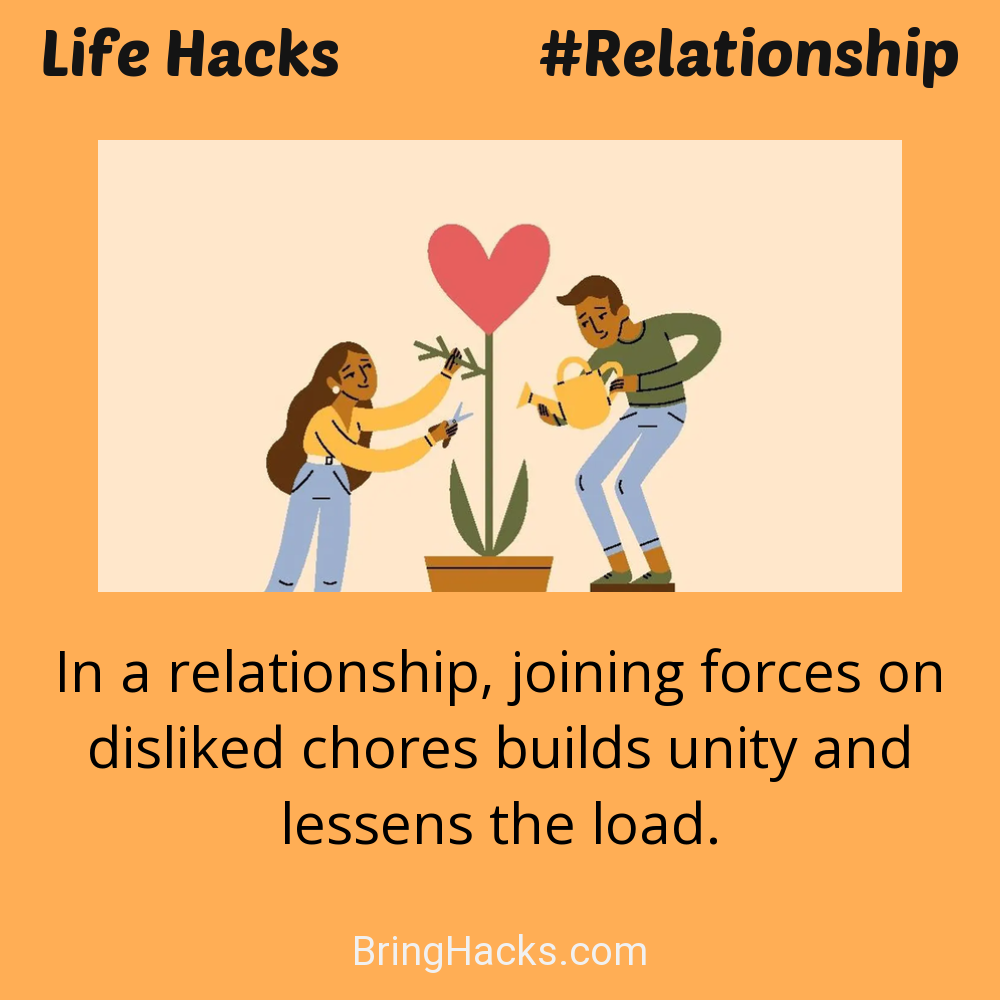 Life Hacks #Relationship
In a relationship, joining forces on
disliked chores builds unity and
lessens the load.
BringHacks.com